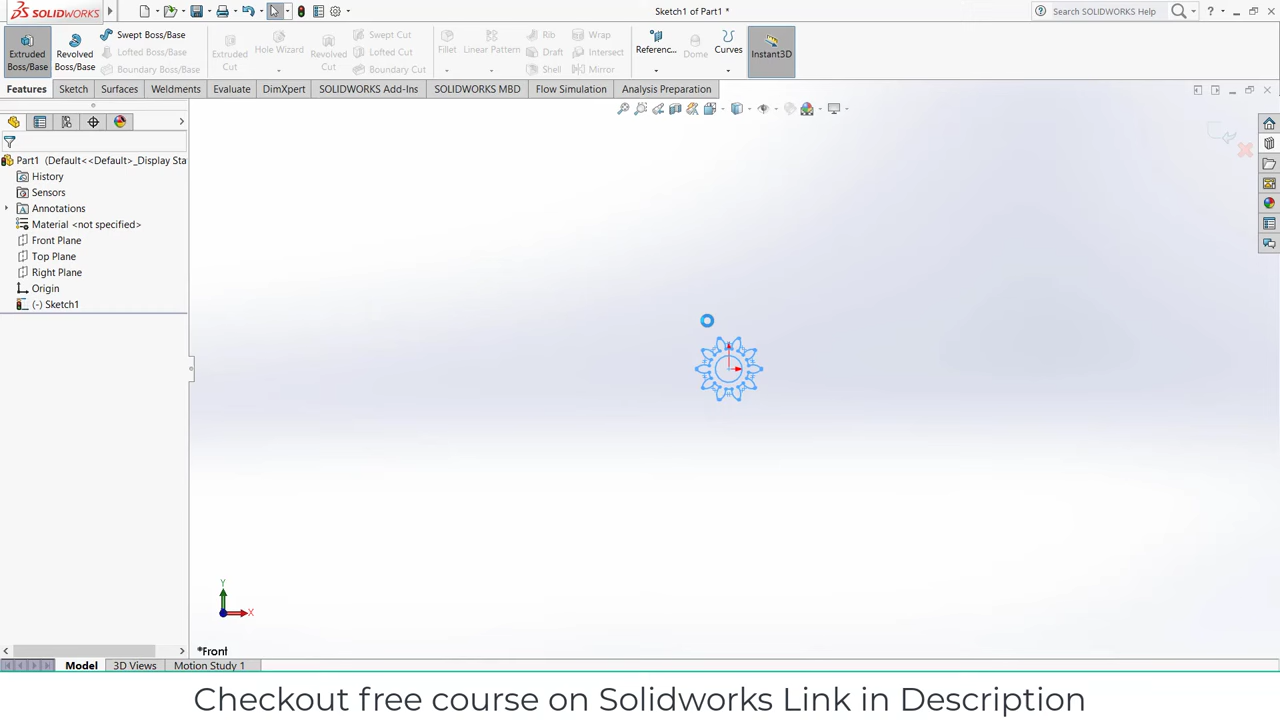 SOLIDWORKS
Sketch1 of Part1 *
Search SOLIDWORKS Help
Extruded Boss/Base
Revolved Boss/Base
Swept Boss/Base
Lofted Boss/Base
Boundary Boss/Base
Extruded Cut
Hole Wizard
Revolved Cut
Swept Cut
Lofted Cut
Boundary Cut
Fillet
Linear Pattern
Rib
Draft
Shell
Wrap
Intersect
Mirror
Referenc...
Dome
Curves
Instant3D
Features Sketch Surfaces Weldments Evaluate DimXpert SOLIDWORKS Add-Ins SOLIDWORKS MBD Flow Simulation Analysis Preparation
Part1 (Default<<Default>_Display Sta
History
Sensors
Annotations
Material <not specified>
Front Plane
Top Plane
Right Plane
Origin
(-) Sketch1
Y
X
*Front
Model 3D Views Motion Study 1
Checkout free course on Solidworks Link in Description